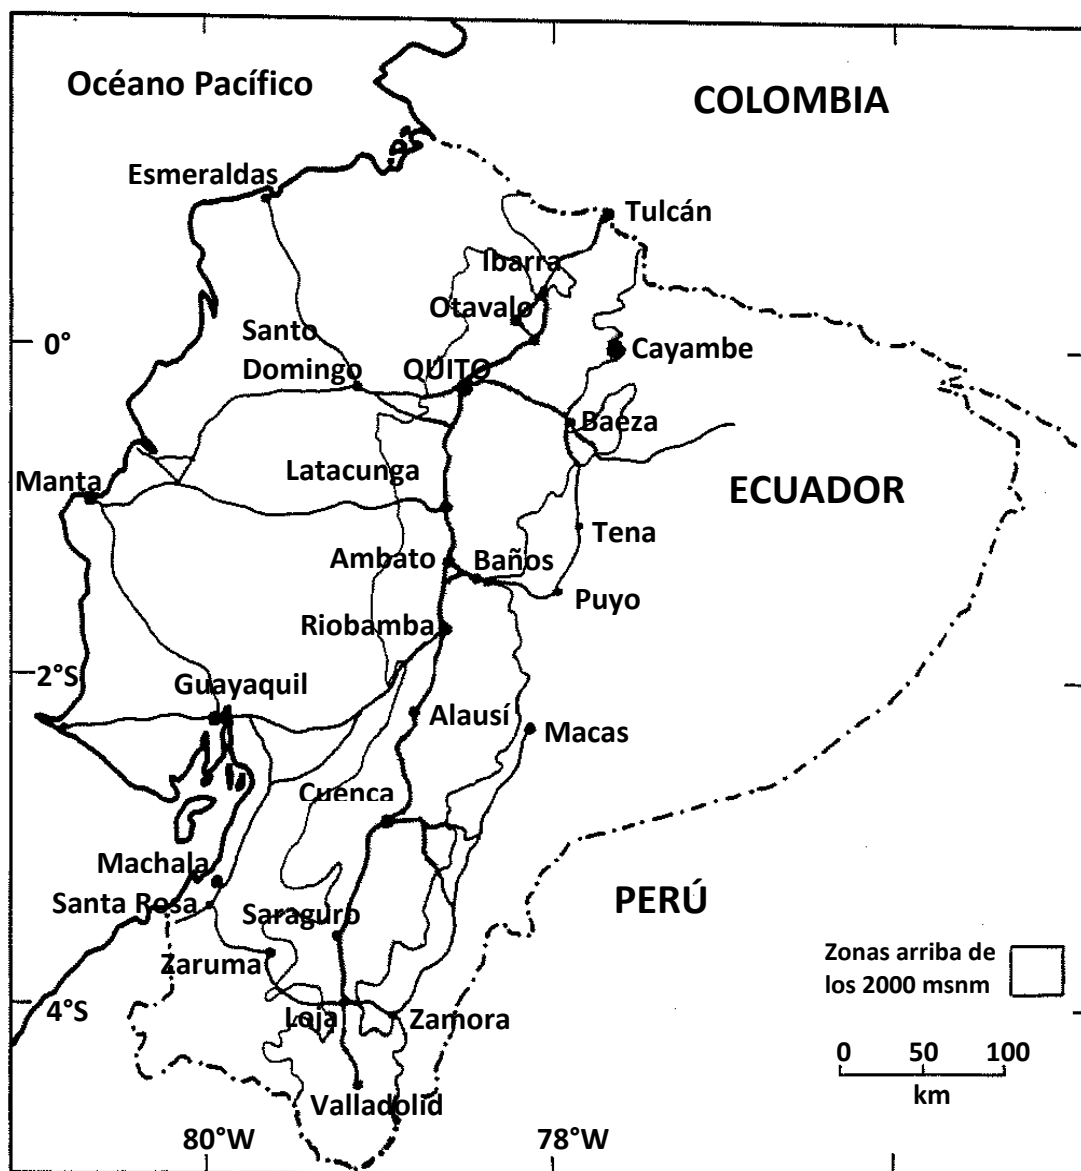 Océano Pacífico
COLOMBIA
Esmeraldas
Tulcán
Ibarra
Otavalo
Santo
Domingo
0°
QUITO
Cayambe
Baeza
Latacunga
Manta
ECUADOR
Tena
Ambato
Baños
Puyo
Riobamba
2°S
Guayaquil
Alausí
Macas
Cuenca
Machala
Santa Rosa
Saraguro
PERÚ
Zaruma
Zonas arriba de
los 2000 msnm
4°S
Loja
Zamora
0 50 100
km
Valladolid
80°W
78°W